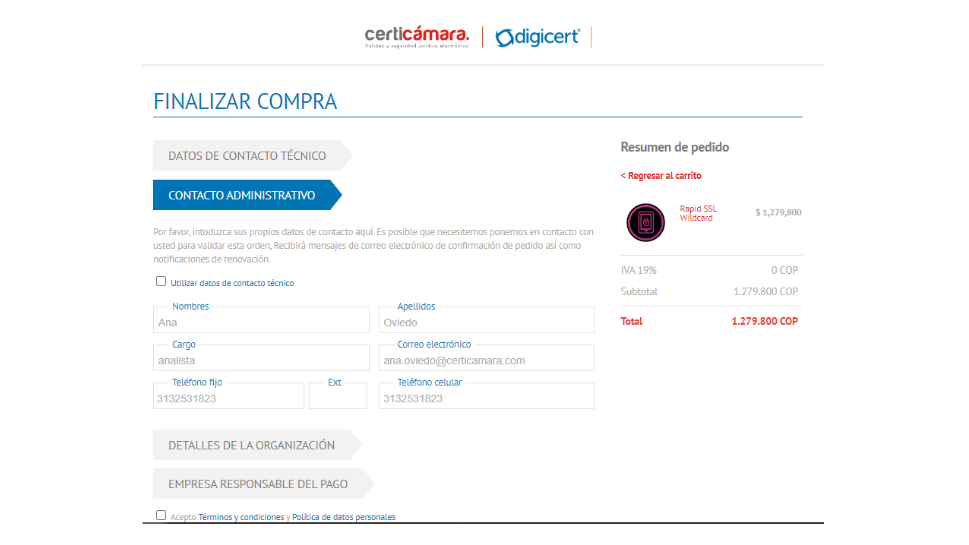 certicámara.
Validez y seguridad jurídica electrónica
digicert
FINALIZAR COMPRA
DATOS DE CONTACTO TÉCNICO
CONTACTO ADMINISTRATIVO
Por favor, intoduzca sus propios datos de contacto aquí. Es posible que necesitemos ponernos en contacto con
usted para validar esta orden, Recibirá mensajes de correo electrónico de confirmación de pedido así como
notificaciones de renovación.
Utilizar datos de contacto técnico
Nombres
Ana
Apellidos
Oviedo
Cargo
analista
Correo electrónico
ana.oviedo@certicamara.com
Teléfono fijo
3132531823
Ext
Teléfono celular
3132531823
DETALLES DE LA ORGANIZACIÓN
EMPRESA RESPONSABLE DEL PAGO
Acepto Términos y condiciones y Política de datos personales
Resumen de pedido
< Regresar al carrito
Rapid SSL
Wildcard
$ 1,279,800
IVA 19% 0 COP
Subtotal 1.279.800 COP
Total 1.279.800 COP